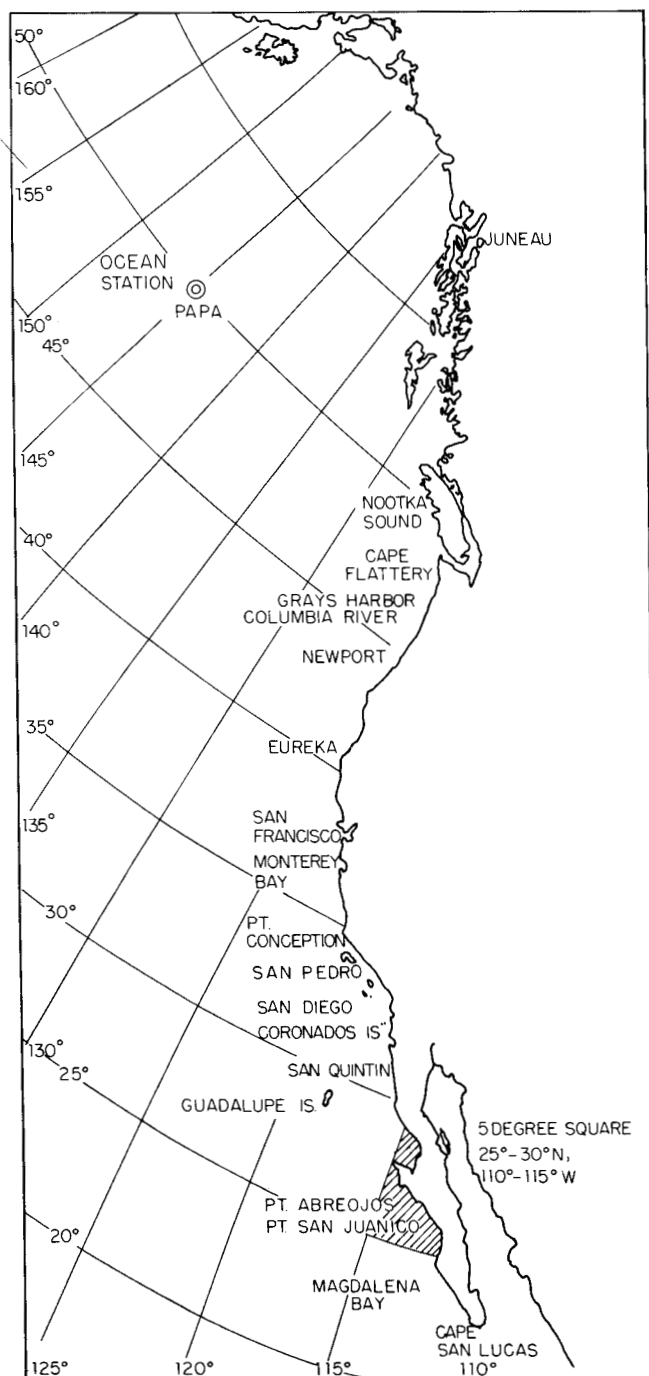 50°
160°
155°
JUNEAU
OCEAN
STATION
PAPA
150°
45°
145°
NOOTKA
SOUND
40°
CAPE
FLATTERY
GRAYS HARBOR
COLUMBIA RIVER
140°
NEWPORT
35°
EUREKA
135°
SAN
FRANCISCO
MONTEREY
BAY
30°
PT.
CONCEPTION
SAN PEDRO
SAN DIEGO
CORONADOS IS
130°
SAN QUINTIN
25°
GUADALUPE IS.
5 DEGREE SQUARE
25°-30°N,
110°-115°W
PT. ABREOJOS
PT. SAN JUANICO
20°
MAGDALENA
BAY
CAPE
SAN LUCAS
125°
120°
115°
110°